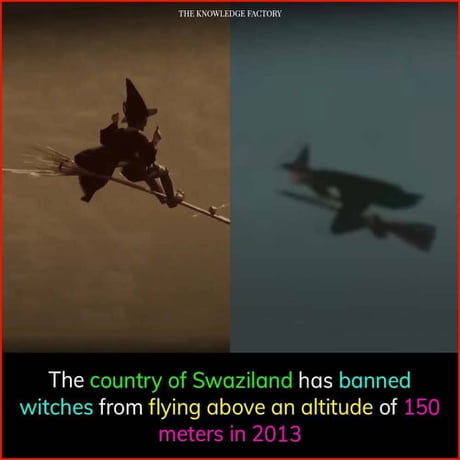 THE KNOWLEDGE FACTORY
The country of Swaziland has banned
witches from flying above an altitude of 150
meters in 2013